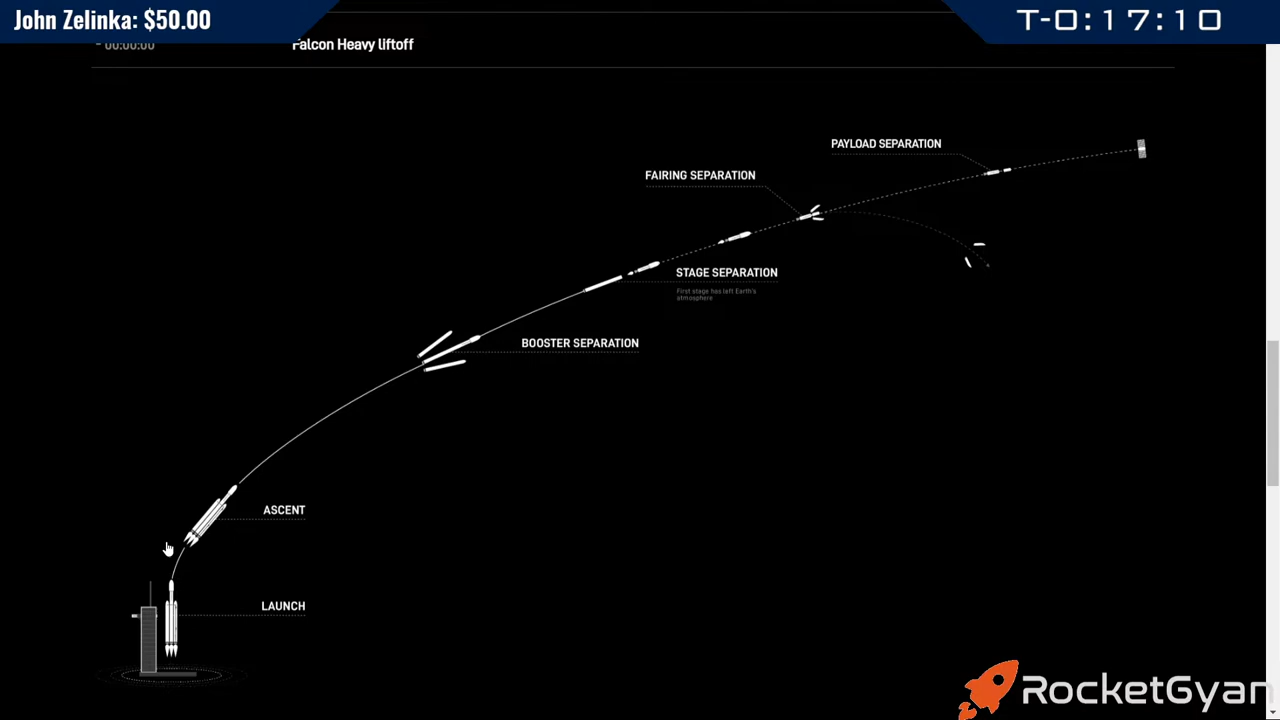 John Zelinka: $50.00
T-0:17:10
- 00:00:00
Falcon Heavy liftoff
PAYLOAD SEPARATION
FAIRING SEPARATION
STAGE SEPARATION
First stage has left Earth's
atmosphere
BOOSTER SEPARATION
ASCENT
LAUNCH
RocketGyan